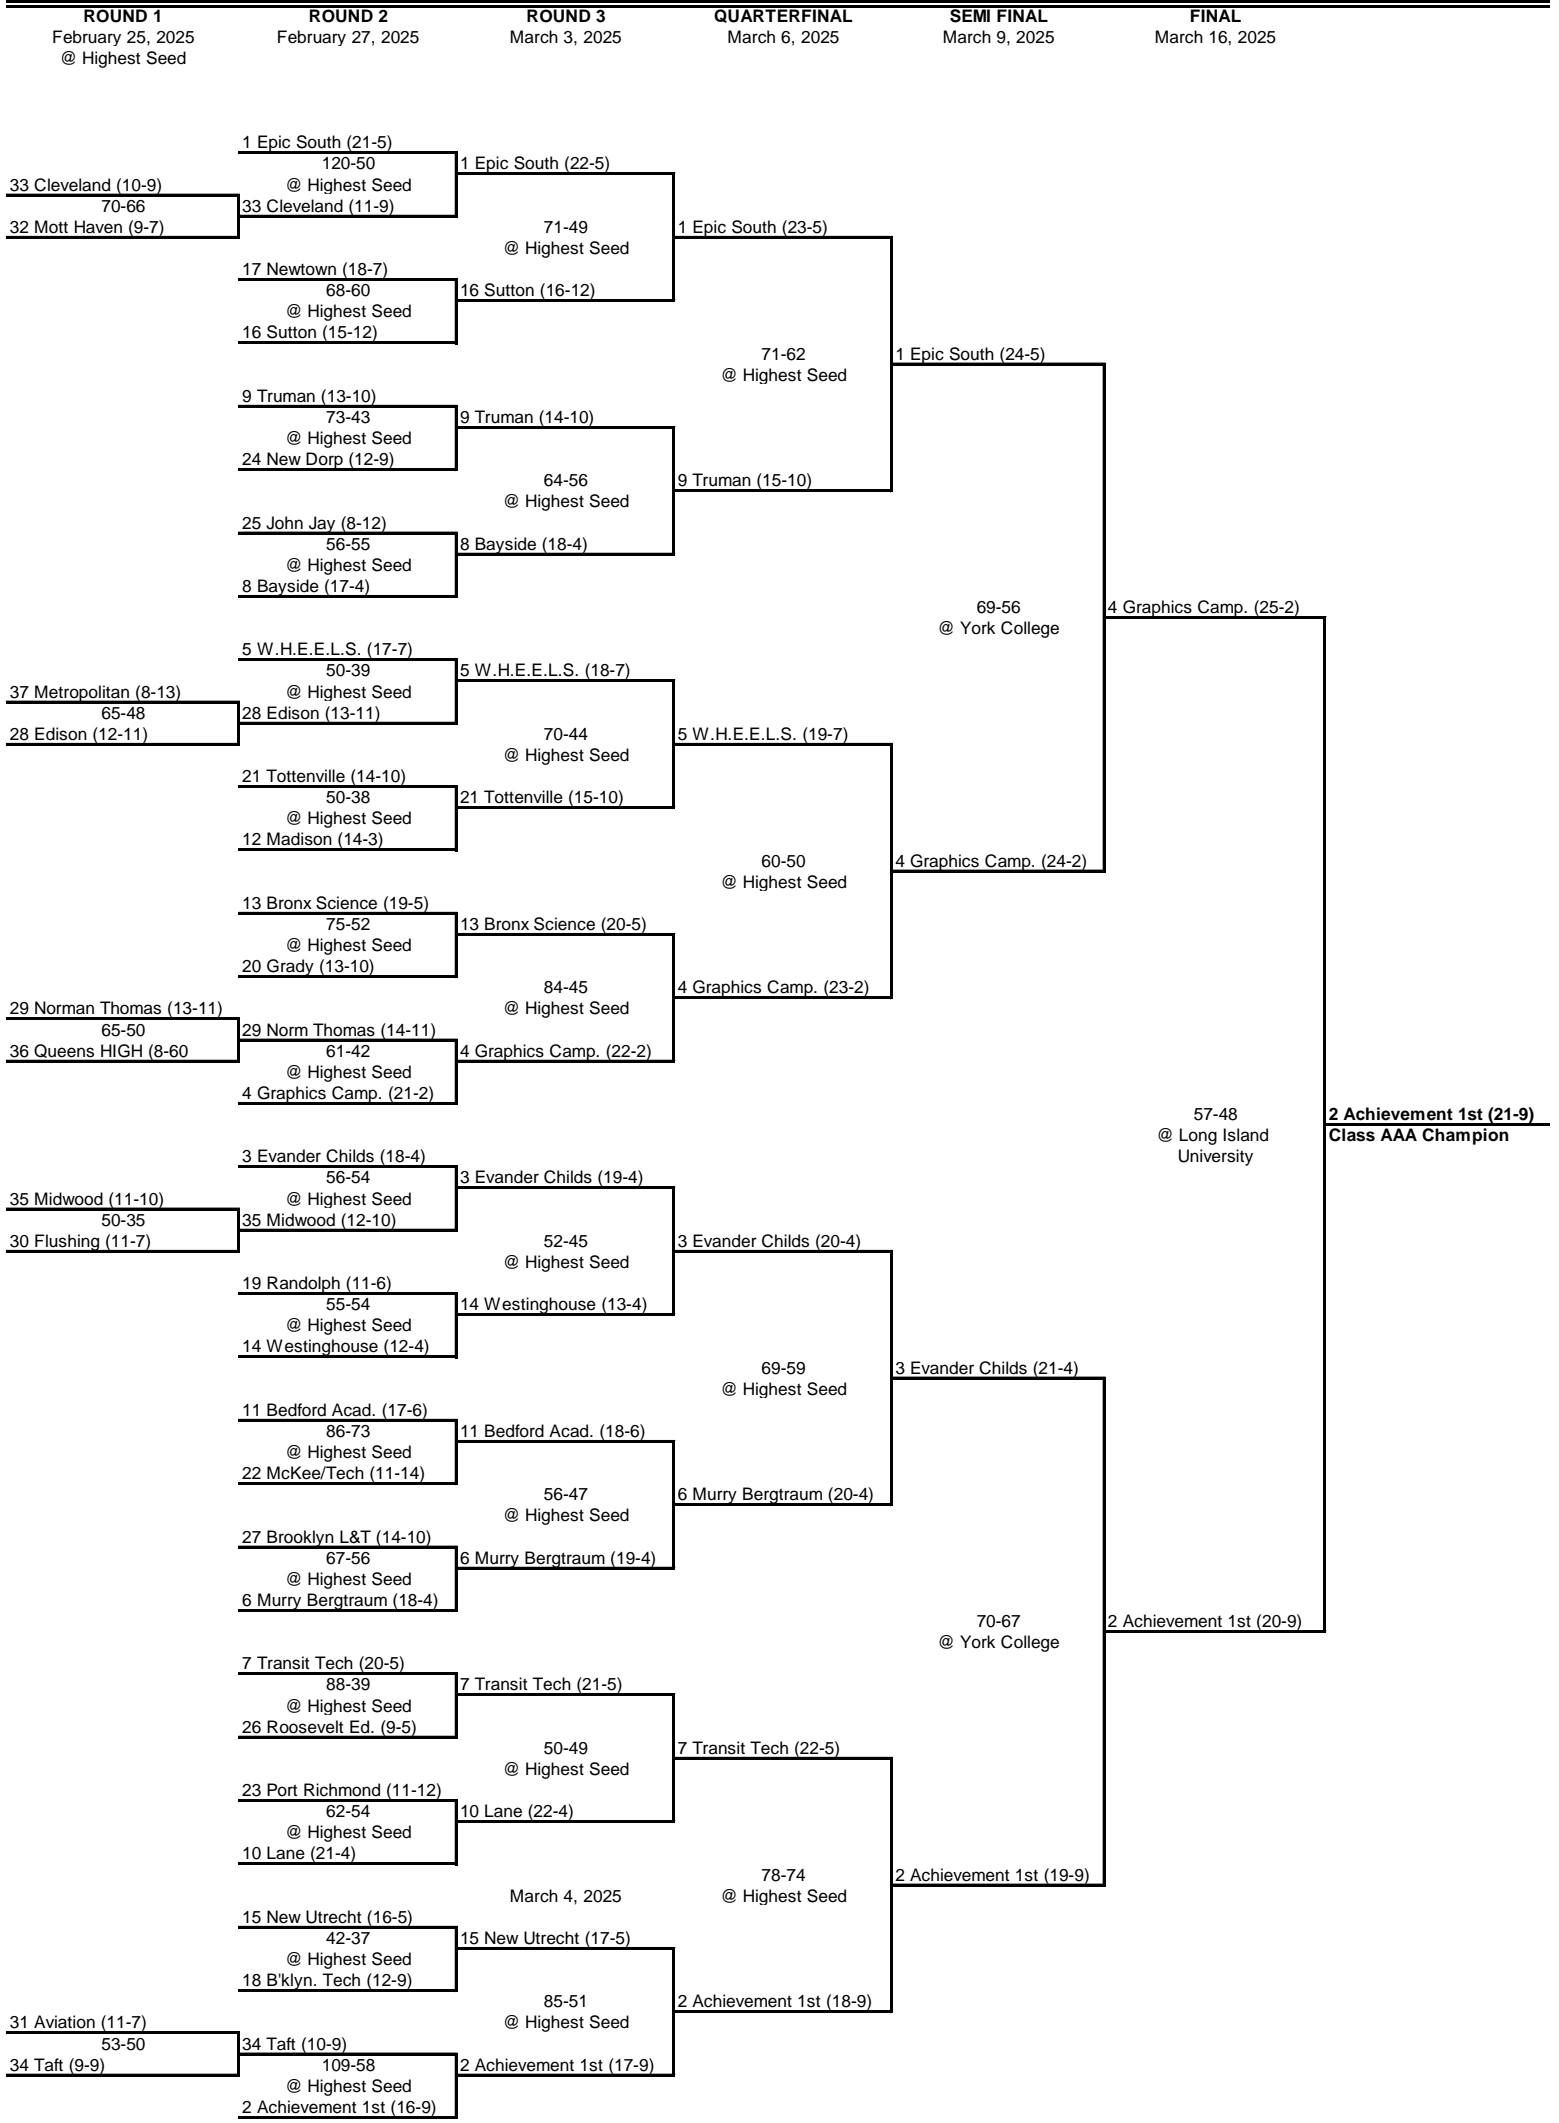 ROUND 1
February 25, 2025
@ Highest Seed
ROUND 2
February 27, 2025
ROUND 3
March 3, 2025
QUARTERFINAL
March 6, 2025
SEMI FINAL
March 9, 2025
FINAL
March 16, 2025
33 Cleveland (10-9)
70-66
32 Mott Haven (9-7)
37 Metropolitan (8-13)
65-48
28 Edison (12-11)
29 Norman Thomas (13-11)
65-50
36 Queens HIGH (8-60
35 Midwood (11-10)
50-35
30 Flushing (11-7)
31 Aviation (11-7)
53-50
34 Taft (9-9)
1 Epic South (21-5)
120-50
@ Highest Seed
33 Cleveland (11-9)
17 Newtown (18-7)
68-60
@ Highest Seed
16 Sutton (15-12)
9 Truman (13-10)
73-43
@ Highest Seed
24 New Dorp (12-9)
25 John Jay (8-12)
56-55
@ Highest Seed
8 Bayside (17-4)
5 W.H.E.E.L.S. (17-7)
50-39
@ Highest Seed
28 Edison (13-11)
21 Tottenville (14-10)
50-38
@ Highest Seed
12 Madison (14-3)
13 Bronx Science (19-5)
75-52
@ Highest Seed
20 Grady (13-10)
29 Norm Thomas (14-11)
61-42
@ Highest Seed
4 Graphics Camp. (21-2)
3 Evander Childs (18-4)
56-54
@ Highest Seed
35 Midwood (12-10)
19 Randolph (11-6)
55-54
@ Highest Seed
14 Westinghouse (12-4)
11 Bedford Acad. (17-6)
86-73
@ Highest Seed
22 McKee/Tech (11-14)
27 Brooklyn L&T (14-10)
67-56
@ Highest Seed
6 Murry Bergtraum (18-4)
7 Transit Tech (20-5)
88-39
@ Highest Seed
26 Roosevelt Ed. (9-5)
23 Port Richmond (11-12)
62-54
@ Highest Seed
10 Lane (21-4)
15 New Utrecht (16-5)
42-37
@ Highest Seed
18 B'klyn. Tech (12-9)
34 Taft (10-9)
109-58
@ Highest Seed
2 Achievement 1st (16-9)
1 Epic South (22-5)
71-49
@ Highest Seed
16 Sutton (16-12)
9 Truman (14-10)
64-56
@ Highest Seed
8 Bayside (18-4)
5 W.H.E.E.L.S. (18-7)
70-44
@ Highest Seed
21 Tottenville (15-10)
13 Bronx Science (20-5)
84-45
@ Highest Seed
4 Graphics Camp. (22-2)
3 Evander Childs (19-4)
52-45
@ Highest Seed
14 Westinghouse (13-4)
11 Bedford Acad. (18-6)
56-47
@ Highest Seed
6 Murry Bergtraum (19-4)
7 Transit Tech (21-5)
50-49
@ Highest Seed
10 Lane (22-4)
March 4, 2025
15 New Utrecht (17-5)
85-51
@ Highest Seed
2 Achievement 1st (17-9)
1 Epic South (23-5)
71-62
@ Highest Seed
9 Truman (15-10)
5 W.H.E.E.L.S. (19-7)
60-50
@ Highest Seed
4 Graphics Camp. (23-2)
3 Evander Childs (20-4)
69-59
@ Highest Seed
6 Murry Bergtraum (20-4)
7 Transit Tech (22-5)
78-74
@ Highest Seed
2 Achievement 1st (18-9)
1 Epic South (24-5)
69-56
@ York College
4 Graphics Camp. (24-2)
3 Evander Childs (21-4)
70-67
@ York College
2 Achievement 1st (19-9)
4 Graphics Camp. (25-2)
57-48
@ Long Island
University
2 Achievement 1st (20-9)
2 Achievement 1st (21-9)
Class AAA Champion